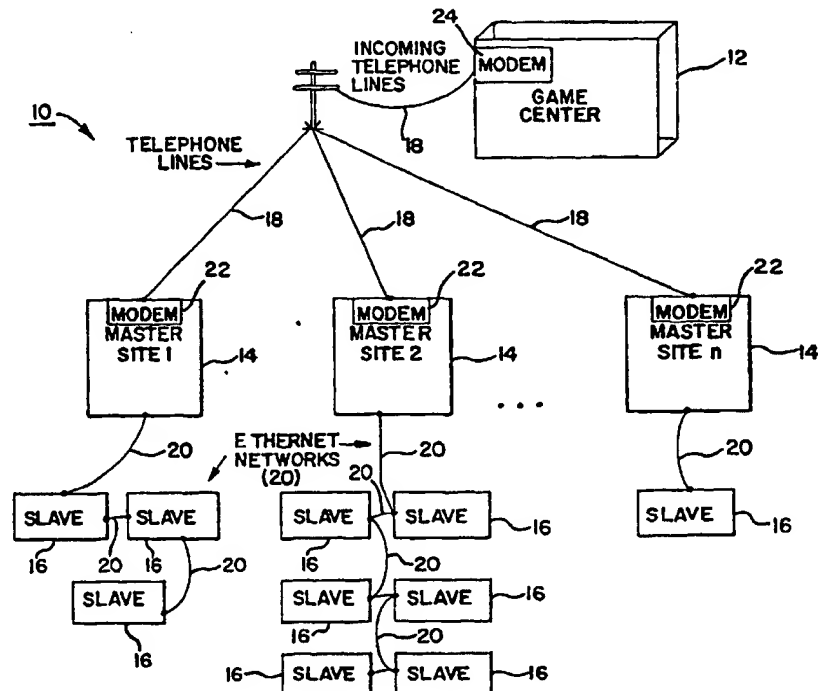 24
MODEM
GAME
CENTER
12
INCOMING
TELEPHONE
LINES
18
10
TELEPHONE
LINES
18
18
18
22
MODEM
MASTER
SITE 1
14
22
MODEM
MASTER
SITE 2
14
...
22
MODEM
MASTER
SITE n
14
20
ETHERNET
NETWORKS
(20)
20
20
SLAVE
16
20
SLAVE
16
20
SLAVE
16
SLAVE
16
20
SLAVE
16
20
SLAVE
16
SLAVE
16
20
SLAVE
16
SLAVE
16
SLAVE
16